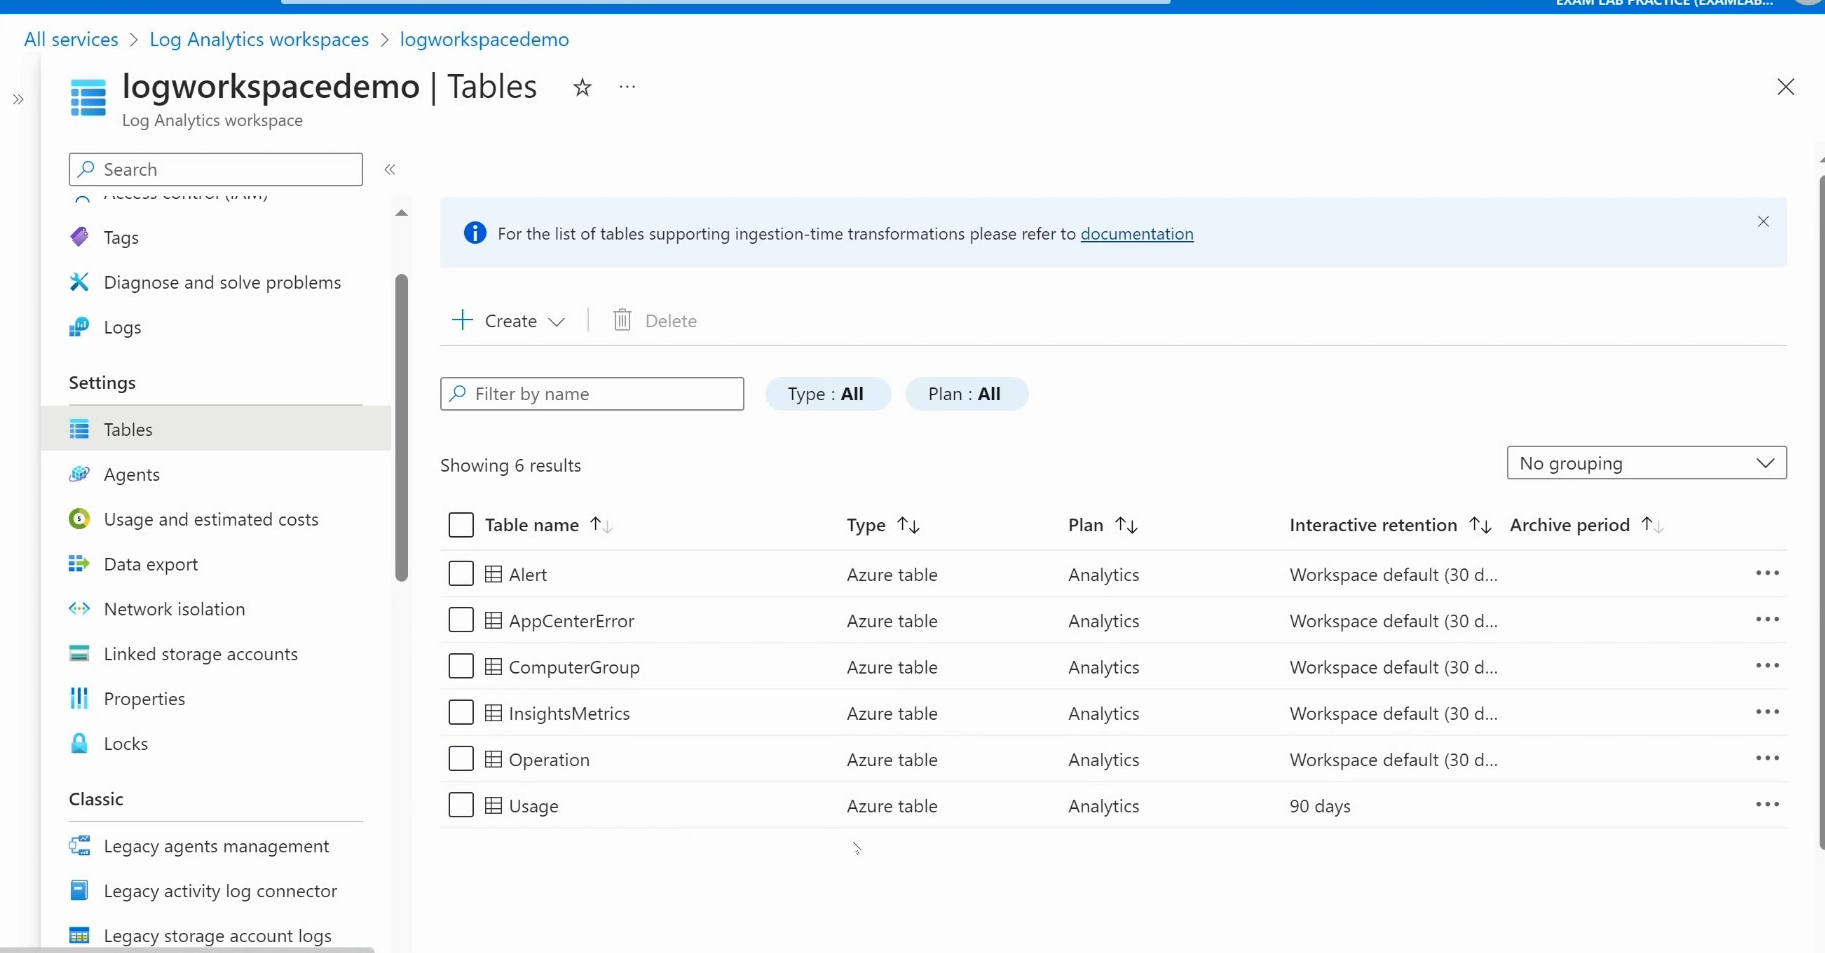 EXAM LAB PRACTICE (EXAMLAB...
All services > Log Analytics workspaces > logworkspacedemo
logworkspacedemo | Tables
Log Analytics workspace
Search
Access control (IAM)
Tags
Diagnose and solve problems
Logs
Settings
Tables
Agents
Usage and estimated costs
Data export
Network isolation
Linked storage accounts
Properties
Locks
Classic
Legacy agents management
Legacy activity log connector
Legacy storage account logs
For the list of tables supporting ingestion-time transformations please refer to documentation
Create Delete
Filter by name Type : All Plan : All
Showing 6 results No grouping
Table name Type Plan Interactive retention Archive period
Alert Azure table Analytics Workspace default (30 d...
AppCenterError Azure table Analytics Workspace default (30 d...
ComputerGroup Azure table Analytics Workspace default (30 d...
InsightsMetrics Azure table Analytics Workspace default (30 d...
Operation Azure table Analytics Workspace default (30 d...
Usage Azure table Analytics 90 days